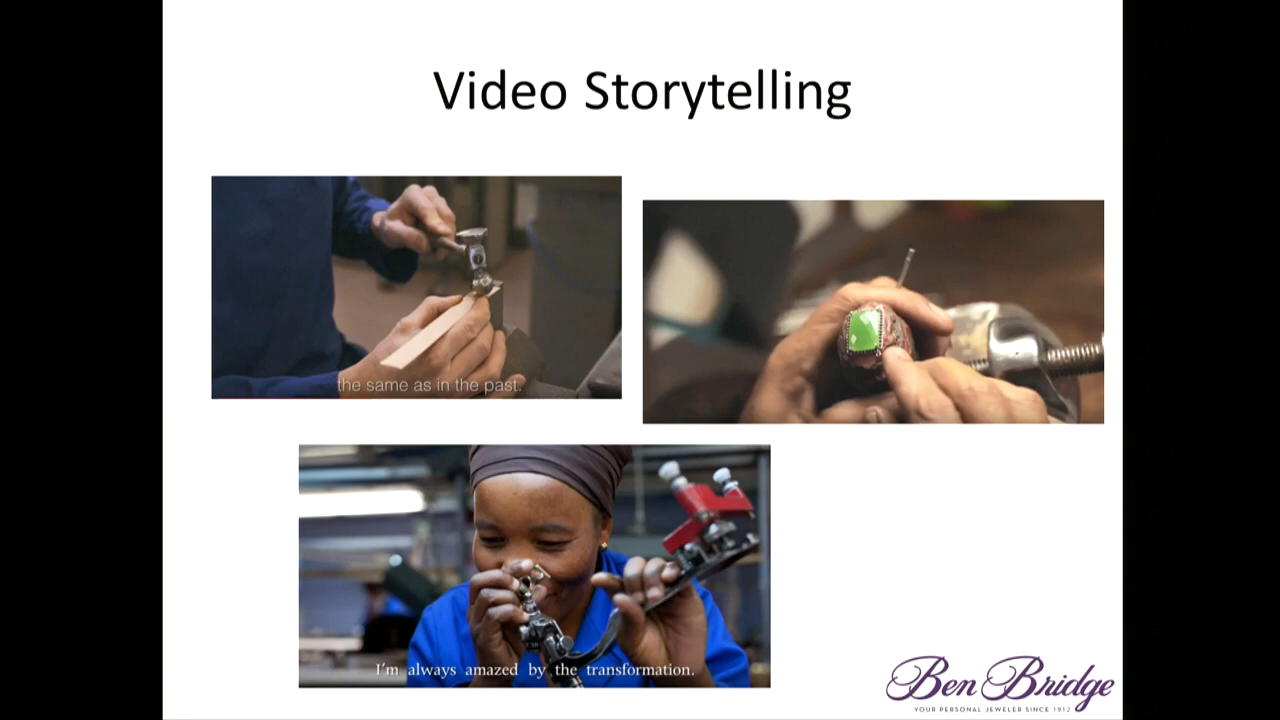 Video Storytelling
the same as in the past.
I'm always amazed by the transformation.
Ben Bridge
YOUR PERSONAL JEWELER SINCE 1912